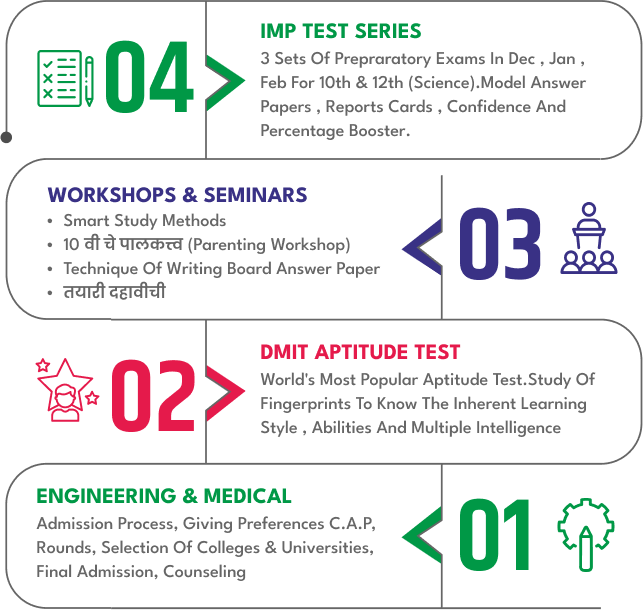 04
IMP TEST SERIES
3 Sets Of Prepraratory Exams In Dec , Jan ,
Feb For 10th & 12th (Science).Model Answer
Papers , Reports Cards , Confidence And
Percentage Booster.
WORKSHOPS & SEMINARS
• Smart Study Methods
• 10 वी चे पालकत्त्व (Parenting Workshop)
• Technique Of Writing Board Answer Paper
• तयारी दहावीची
03
02
DMIT APTITUDE TEST
World's Most Popular Aptitude Test.Study Of
Fingerprints To Know The Inherent Learning
Style , Abilities And Multiple Intelligence
ENGINEERING & MEDICAL
Admission Process, Giving Preferences C.A.P,
Rounds, Selection Of Colleges & Universities,
Final Admission, Counseling
01